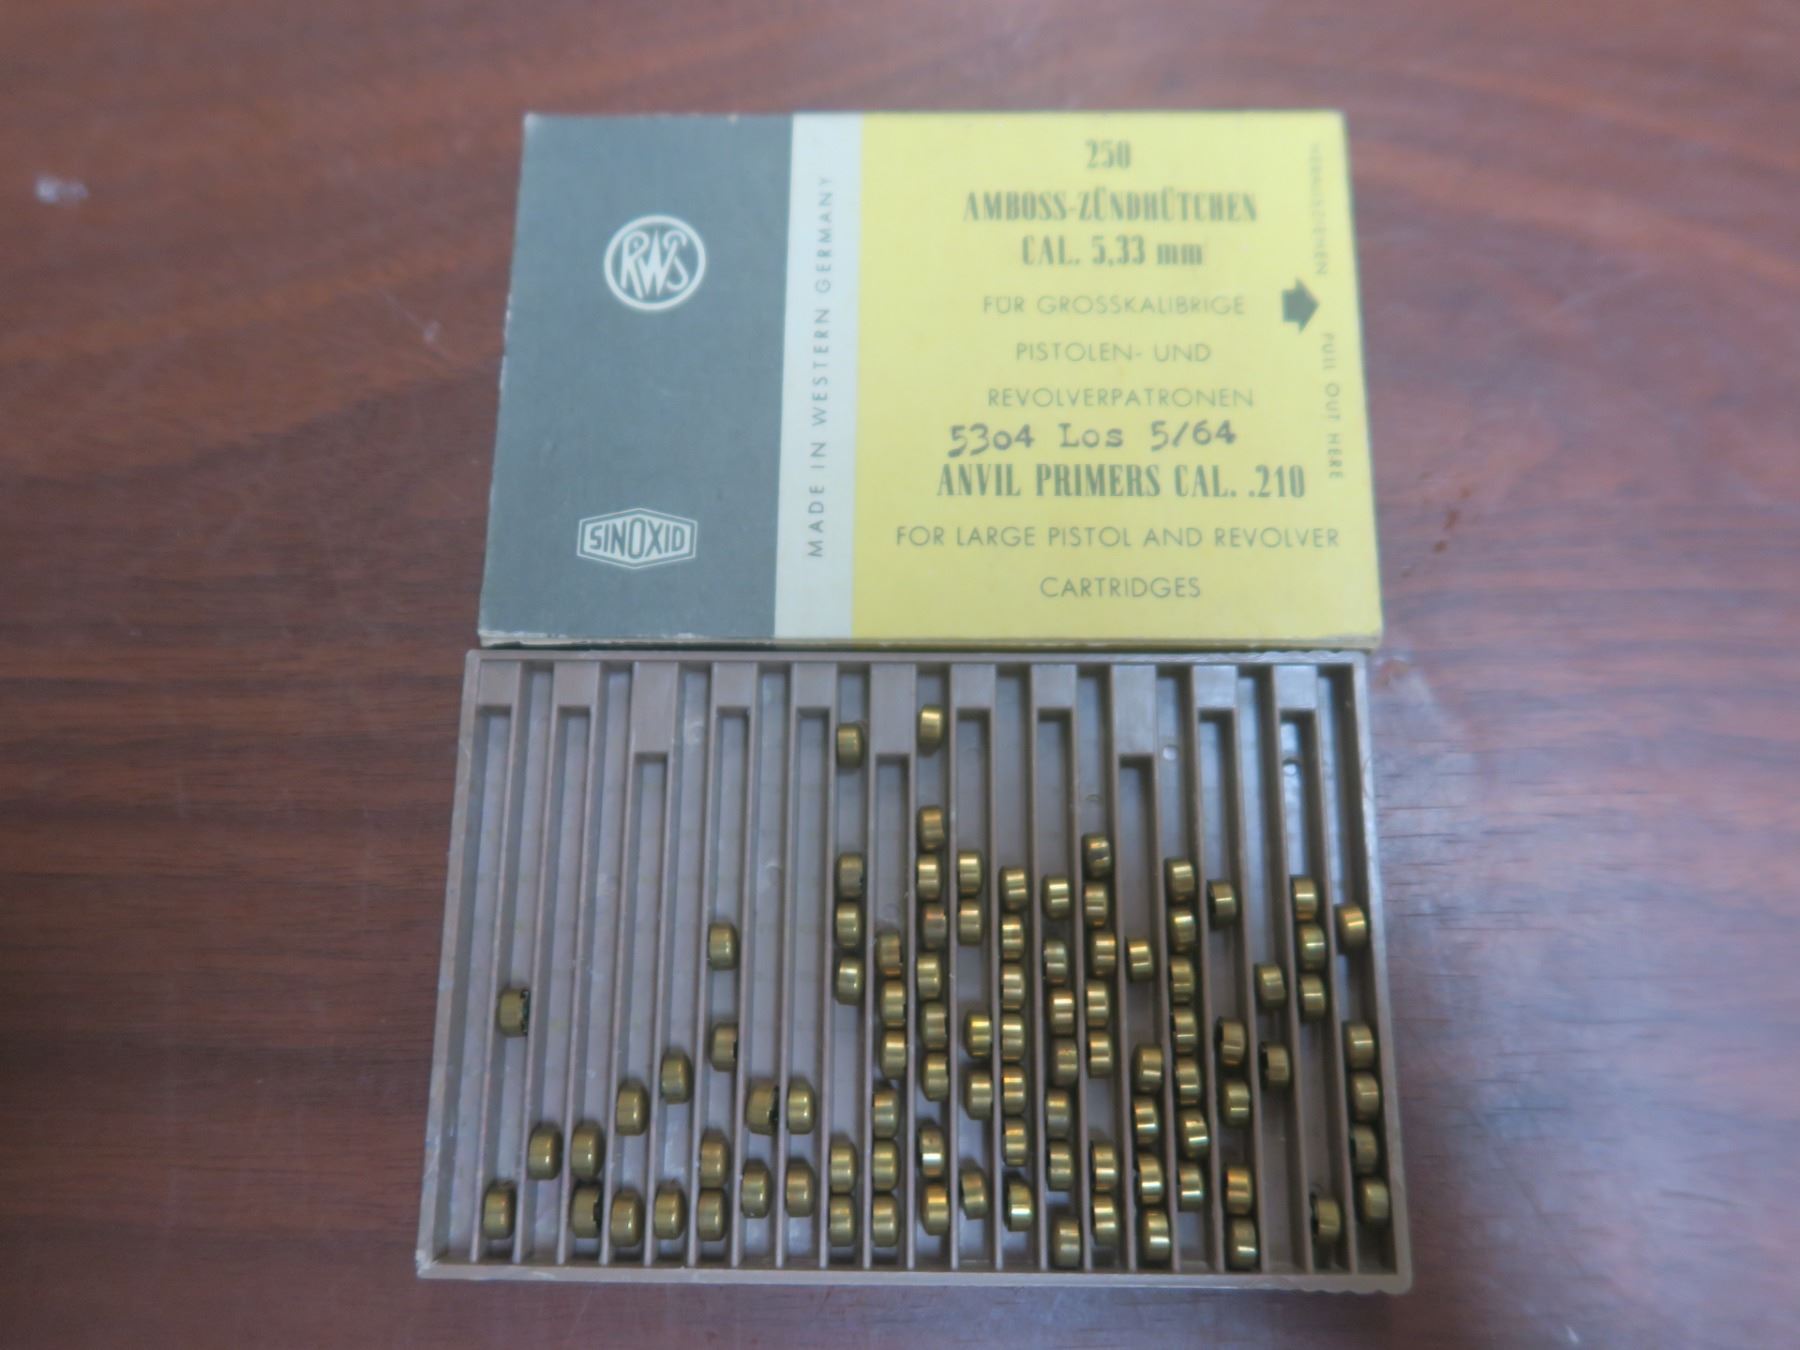 RWS
SINOXID
MADE IN WESTERN GERMANY
250
AMBOSS-ZÜNDHÜTCHEN
CAL. 5,33 mm
FÜR GROSSKALIBRIGE
PISTOLEN- UND
REVOLVERPATRONEN
5304 Los 5/64
ANVIL PRIMERS CAL. .210
FOR LARGE PISTOL AND REVOLVER
CARTRIDGES
PULL OUT HERE